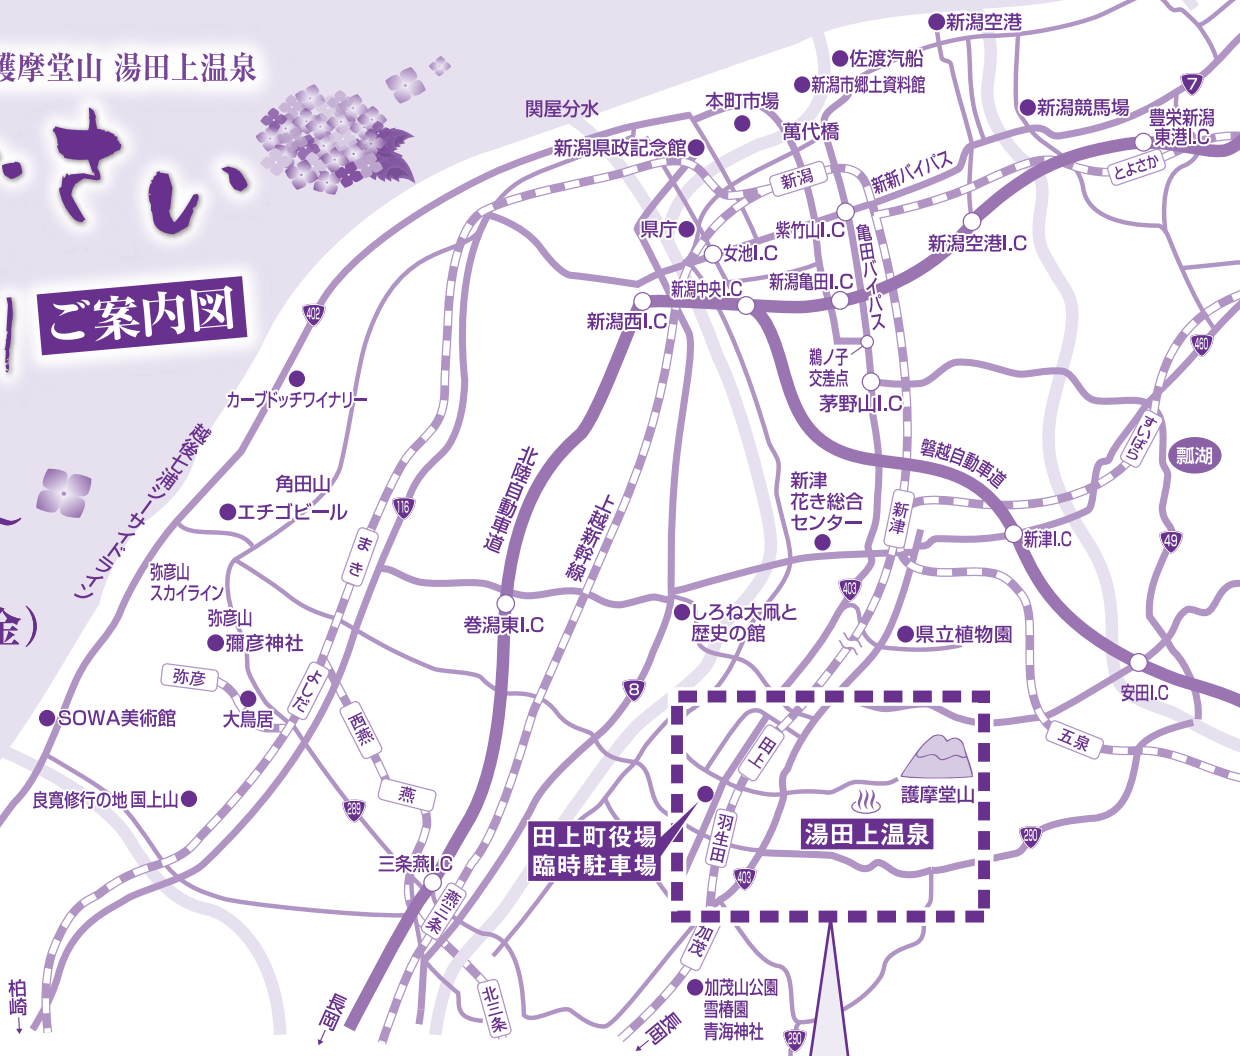 護摩堂山 湯田上温泉
さい
ご案内図
金）
新潟空港
佐渡汽船
新潟市郷土資料館
関屋分水
本町市場
萬代橋
新潟競馬場
7
豊栄新潟
東港I.C
とよさか
新潟県政記念館
新潟
新新バイパス
県庁
女池I.C
紫竹山I.C
亀田バイパス
新潟空港I.C
新潟中央I.C
新潟亀田I.C
新潟西I.C
402
鵜ノ子
交差点
茅野山I.C
460
カーブドッチワイナリー
越後七浦シーサイドライン
すいばら
瓢湖
磐越自動車道
北陸自動車道
上越新幹線
角田山
エチゴビール
116
まき
新津
花き総合
センター
新津
新津I.C
49
弥彦山
スカイライン
弥彦山
彌彦神社
弥彦
大鳥居
よしだ
巻潟東I.C
しろね大凧と
歴史の館
403
県立植物園
安田I.C
SOWA美術館
西燕
8
田上
五泉
護摩堂山
湯田上温泉
良寛修行の地 国上山
289
燕
田上町役場
臨時駐車場
羽生田
290
403
三条燕I.C
燕三条
加茂
北三条
加茂山公園
雪椿園
青海神社
290
柏崎
長岡
長岡